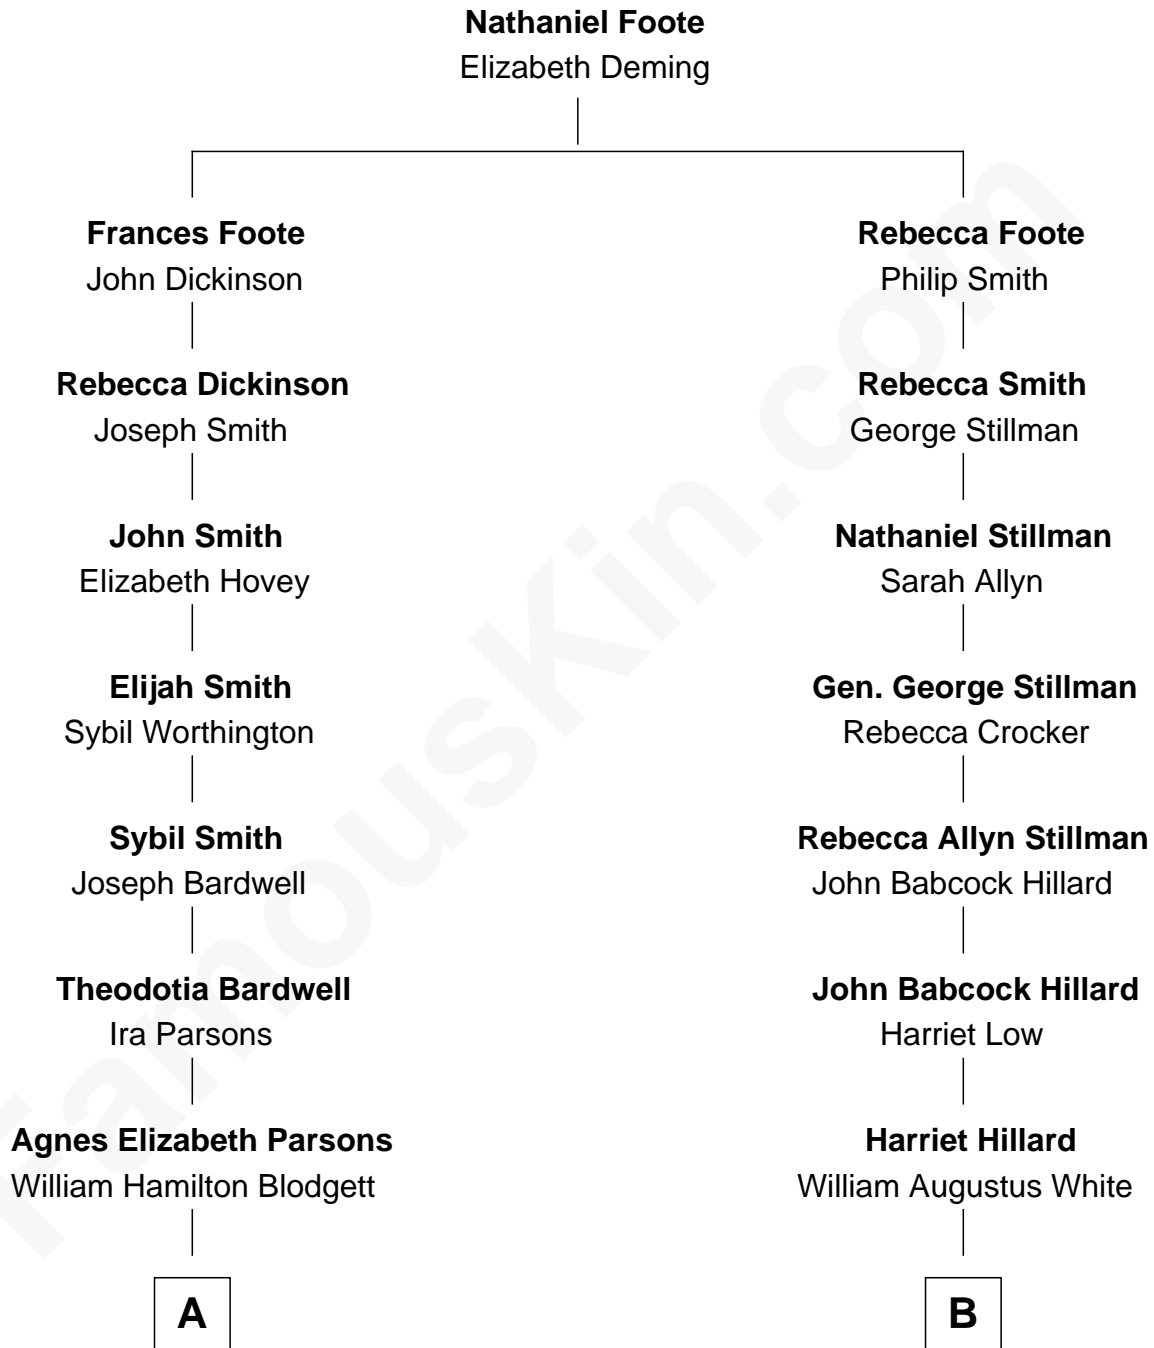 Nathaniel Foote
Elizabeth Deming
Frances Foote
John Dickinson
Rebecca Foote
Philip Smith
Rebecca Dickinson
Joseph Smith
Rebecca Smith
George Stillman
John Smith
Elizabeth Hovey
Nathaniel Stillman
Sarah Allyn
Elijah Smith
Sybil Worthington
Gen. George Stillman
Rebecca Crocker
Sybil Smith
Joseph Bardwell
Rebecca Allyn Stillman
John Babcock Hillard
Theodotia Bardwell
Ira Parsons
John Babcock Hillard
Harriet Low
Agnes Elizabeth Parsons
William Hamilton Blodgett
Harriet Hillard
William Augustus White
A
B
FamousKin.com